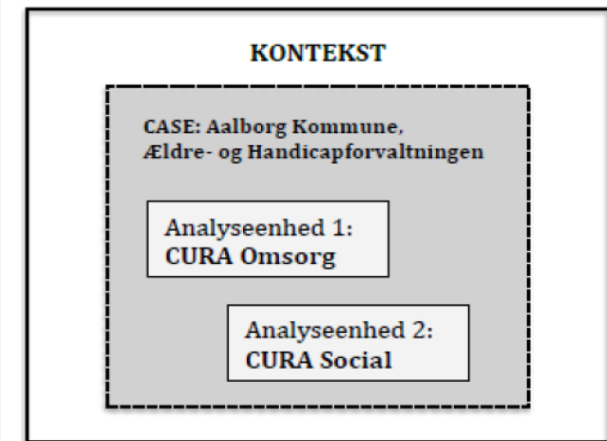 KONTEKST
CASE: Aalborg Kommune,
Ældre- og Handicapforvaltningen
Analyseenhed 1:
CURA Omsorg
Analyseenhed 2:
CURA Social